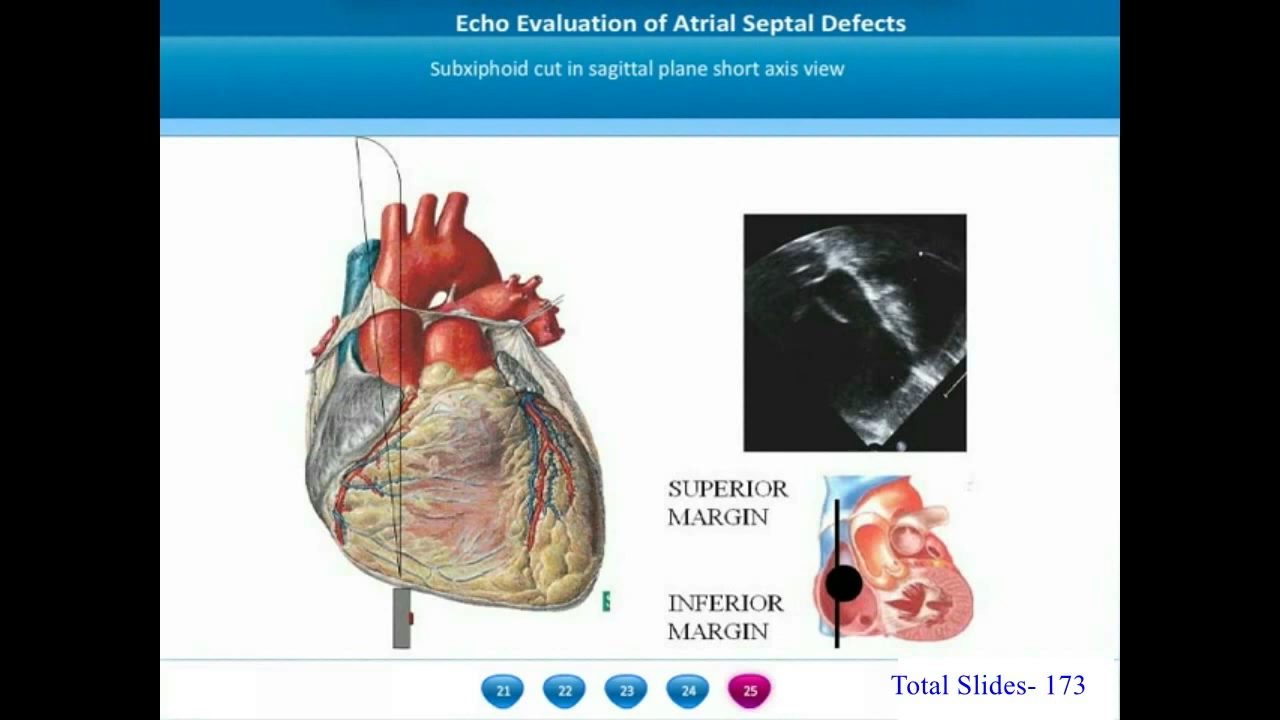 Echo Evaluation of Atrial Septal Defects
Subxiphoid cut in sagittal plane short axis view
SUPERIOR
MARGIN
INFERIOR
MARGIN
21 22 23 24 25
Total Slides- 173